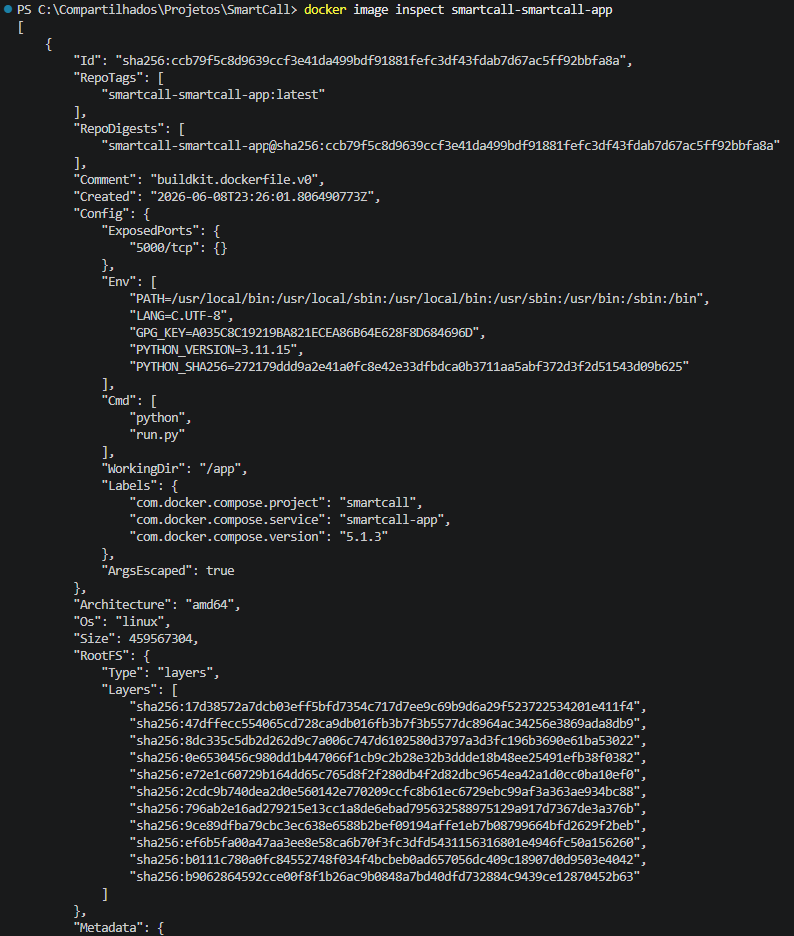 PS C:\Compartilhados\Projetos\SmartCall> docker image inspect smartcall-smartcall-app
[
    {
        "Id": "sha256:ccb79f5c8d9639ccf3e41da499bdf91881fefc3df43fdab7d67ac5ff92bbfa8a",
        "RepoTags": [
            "smartcall-smartcall-app:latest"
        ],
        "RepoDigests": [
            "smartcall-smartcall-app@sha256:ccb79f5c8d9639ccf3e41da499bdf91881fefc3df43fdab7d67ac5ff92bbfa8a"
        ],
        "Comment": "buildkit.dockerfile.v0",
        "Created": "2026-06-08T23:26:01.806490773Z",
        "Config": {
            "ExposedPorts": {
                "5000/tcp": {}
            },
            "Env": [
                "PATH=/usr/local/bin:/usr/local/sbin:/usr/local/bin:/usr/sbin:/usr/bin:/sbin:/bin",
                "LANG=C.UTF-8",
                "GPG_KEY=A035C8C19219BA821ECEA86B64E628F8D684696D",
                "PYTHON_VERSION=3.11.15",
                "PYTHON_SHA256=272179ddd9a2e41a0fc8e42e33dfbdca0b3711aa5abf372d3f2d51543d09b625"
            ],
            "Cmd": [
                "python",
                "run.py"
            ],
            "WorkingDir": "/app",
            "Labels": {
                "com.docker.compose.project": "smartcall",
                "com.docker.compose.service": "smartcall-app",
                "com.docker.compose.version": "5.1.3"
            },
            "ArgsEscaped": true
        },
        "Architecture": "amd64",
        "Os": "linux",
        "Size": 459567304,
        "RootFS": {
            "Type": "layers",
            "Layers": [
                "sha256:17d38572a7dcb03eff5bfd7354c717d7ee9c69b9d6a29f523722534201e411f4",
                "sha256:47dffecc554065cd728ca9db016fb3b7f3b5577dc8964ac34256e3869ada8db9",
                "sha256:8dc335c5db2d262d9c7a006c747d6102580d3797a3d3fc196b3690e61ba53022",
                "sha256:0e6530456c980dd1b447066f1cb9c2b28e32b3ddde18b48ee25491efb38f0382",
                "sha256:e72e1c60729b164dd65c765d8f2f280db4f2d82dbc9654ea42a1d0cc0ba10ef0",
                "sha256:2cdc9b740dea2d0e560142e770209ccfc8b61ec6729ebc99af3a363ae934bc88",
                "sha256:796ab2e16ad279215e13cc1a8de6ebad795632588975129a917d7367de3a376b",
                "sha256:9ce89dfba79cbc3ec638e6588b2bef09194affe1eb7b08799664bfd2629f2beb",
                "sha256:ef6b5fa00a47aa3ee8e58ca6b70f3fc3dfd5431156316801e4946fc50a156260",
                "sha256:b0111c780a0fc84552748f034f4bcbeb0ad657056dc409c18907d0d9503e4042",
                "sha256:b9062864592cce00f8f1b26ac9b0848a7bd40dfd732884c9439ce12870452b63"
            ]
        },
        "Metadata": {